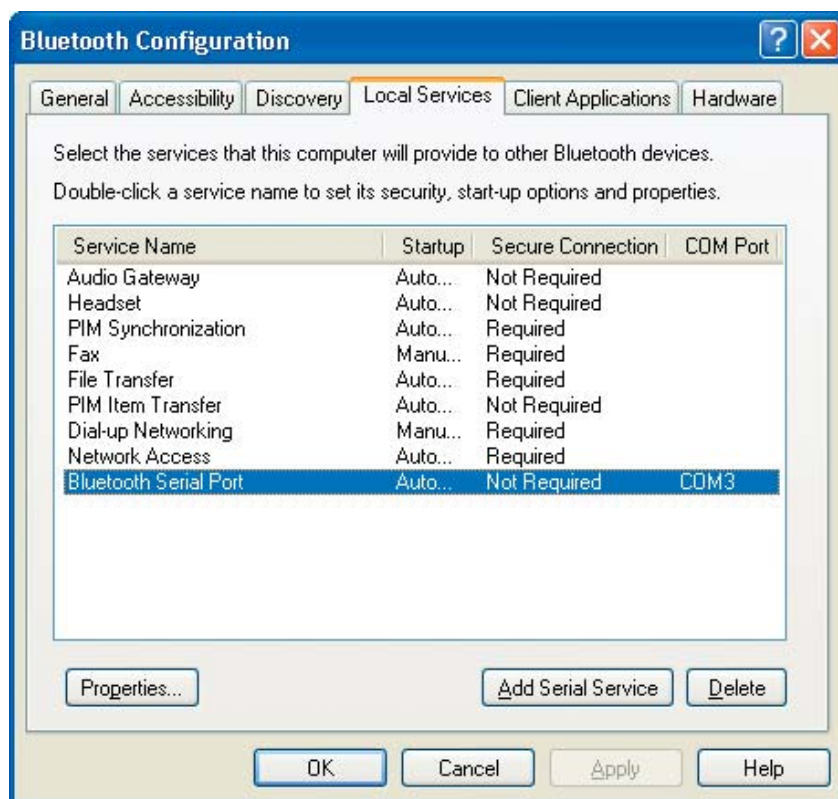 Bluetooth Configuration
General Accessibility Discovery Local Services Client Applications Hardware
Select the services that this computer will provide to other Bluetooth devices.
Double-click a service name to set its security, start-up options and properties.
Service Name Startup Secure Connection COM Port
Audio Gateway Auto... Not Required
Headset Auto... Not Required
PIM Synchronization Auto... Required
Fax Manu... Required
File Transfer Auto... Required
PIM Item Transfer Auto... Not Required
Dial-up Networking Manu... Required
Network Access Auto... Required
Bluetooth Serial Port Auto... Not Required COM3
Properties... Add Serial Service Delete
OK Cancel Apply Help